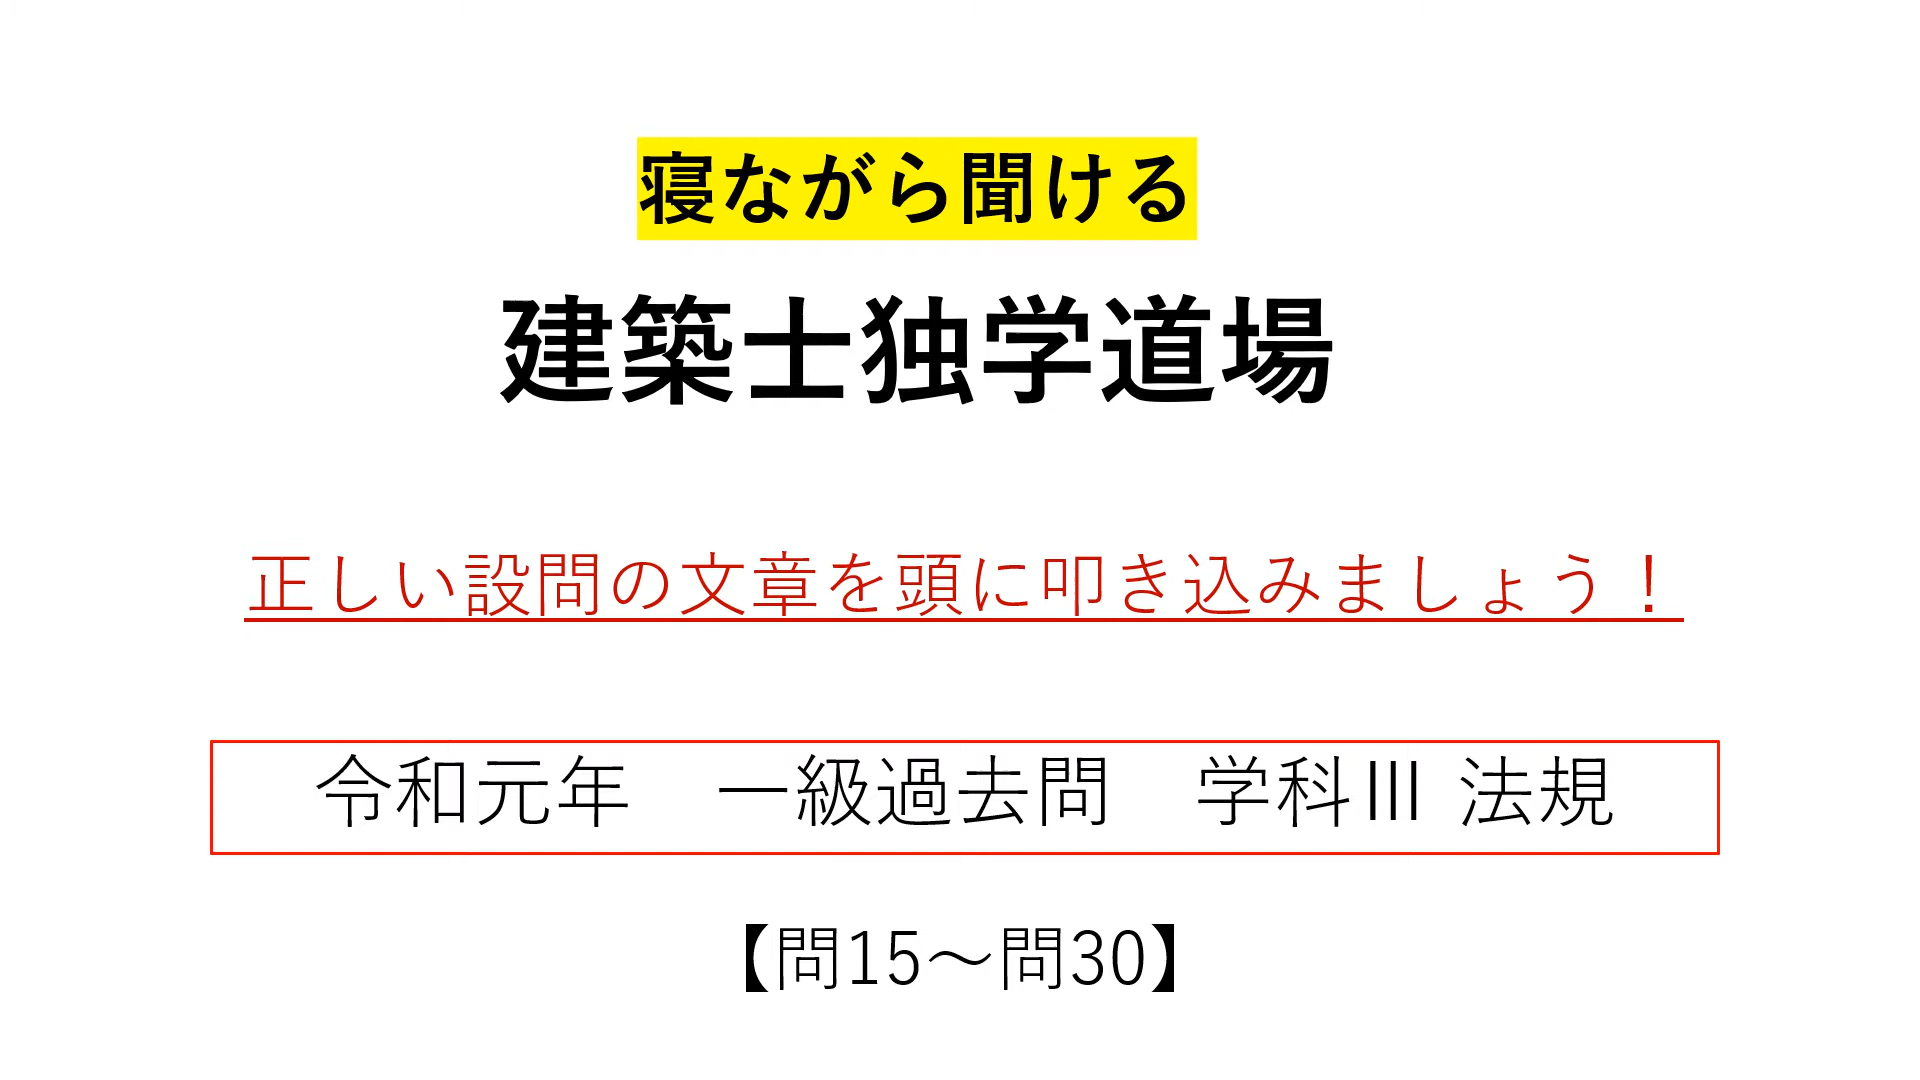 寝ながら聞ける
建築士独学道場
正しい設問の文章を頭に叩き込みましょう！
令和元年　一級過去問　学科Ⅲ 法規
【問15～問30】